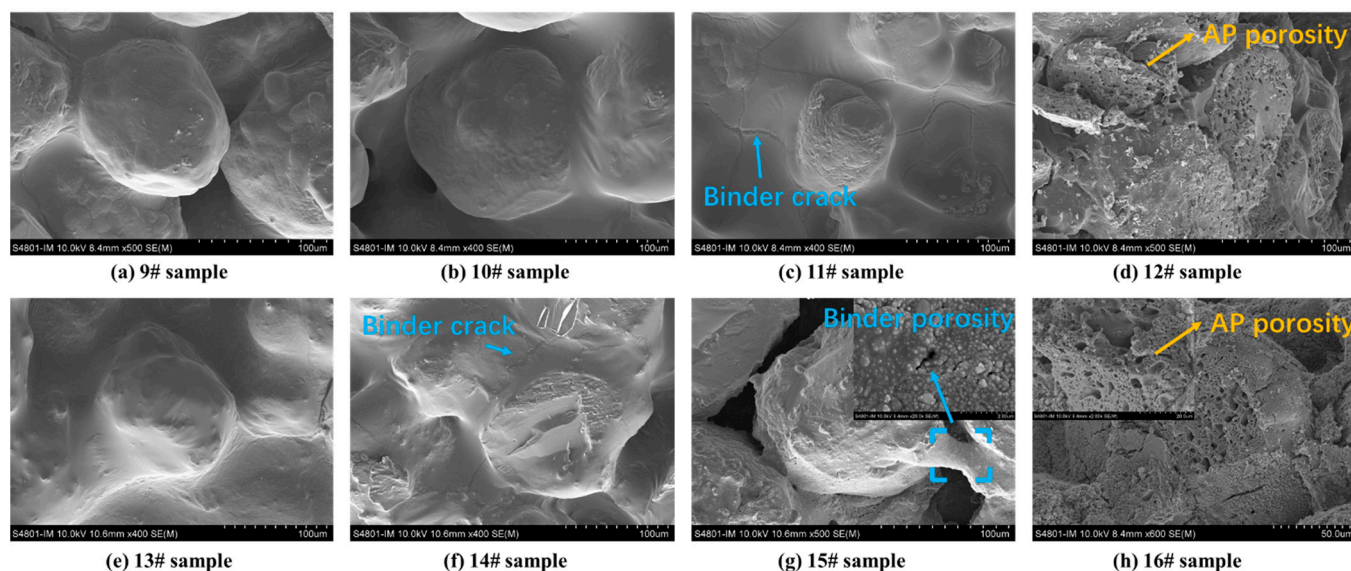 AP porosity
Binder crack
S4801-IM 10.0kV 8.4mm x500 SE(M) 100um
S4801-IM 10.0kV 8.4mm x400 SE(M) 100um
S4801-IM 10.0kV 8.4mm x400 SE(M) 100um
S4801-IM 10.0kV 8.4mm x500 SE(M) 100um
(a) 9# sample
(b) 10# sample
(c) 11# sample
(d) 12# sample
Binder crack
Binder porosity
AP porosity
S4801-IM 10.0kV 10.6mm x400 SE(M) 100um
S4801-IM 10.0kV 10.6mm x400 SE(M) 100um
S4801-IM 10.0kV 10.6mm x500 SE(M) 100um
S4801-IM 10.0kV 8.4mm x600 SE(M) 50.0um
(e) 13# sample
(f) 14# sample
(g) 15# sample
(h) 16# sample